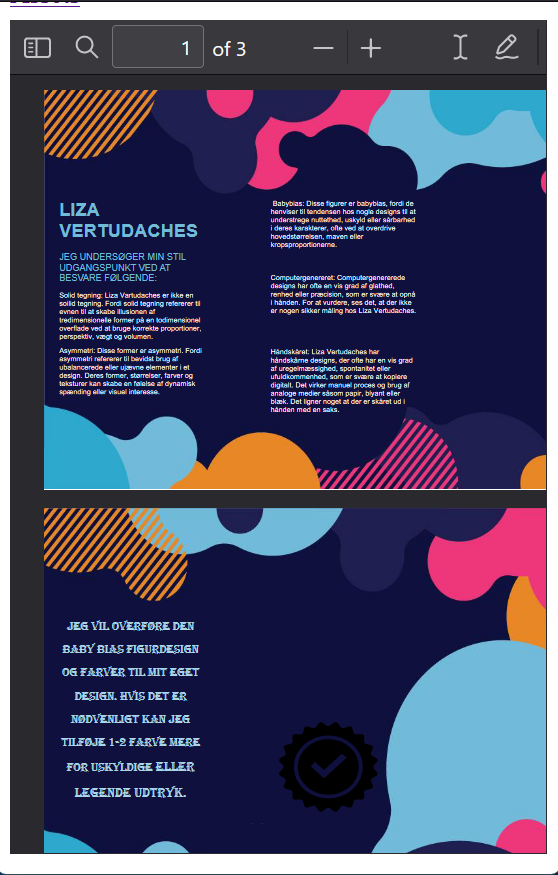 1 of 3
LIZA
VERTUDACHES
JEG UNDERSØGER MIN STIL
UDGANGSPUNKT VED AT
BESVARE FØLGENDE:
Solid tegning: Liza Vertudaches er ikke en
solid tegning. Fordi solid tegning refererer til
evnen til at skabe illusionen af
tredimensionelle former på en todimensionel
overflade ved at bruge korrekte proportioner,
perspektiv, vægt og volumen.
Asymetri: Disse former er asymetri. Fordi
asymetri refererer til bevidst brug af
ubalancerede eller ujævne elementer i et
design. Deres former, størrelser, farver og
teksturer kan skabe en følelse af dynamisk
spænding eller visuel interesse.
Babybias: Disse figurer er babybias, fordi de
henviser til tendensen hos nogle designs til at
understrege nuttethed, uskyld eller sårbarhed
i deres karakterer, ofte ved at overdrive
hovedstørrelsen, maven eller
kropsproportionerne.
Computergenereret: Computergenererede
designs har ofte en vis grad af glathed,
renhed eller præcision, som er svære at opnå
i hånden. For at vurdere, ses det, at der ikke
er nogen sikker måling hos Liza Vertudaches.
Håndskåret: Liza Vertudaches har
håndskårne designs, der ofte har en vis grad
af uregelmæssighed, spontanitet eller
ufuldkommenhed, som er svære at kopiere
digitalt. Det virker manuel proces og brug af
analoge medier såsom papir, blyant eller
blæk. Det ligner noget at der er skåret ud i
hånden med en saks.
JEG VIL OVERFØRE DEN
BABY BIAS FIGURDESIGN
OG FARVER TIL MIT EGET
DESIGN. HVIS DET ER
NØDVENLIGT KAN JEG
TILFØJE 1-2 FARVE MERE
FOR USKYLDIGE ELLER
LEGENDE UDTRYK.